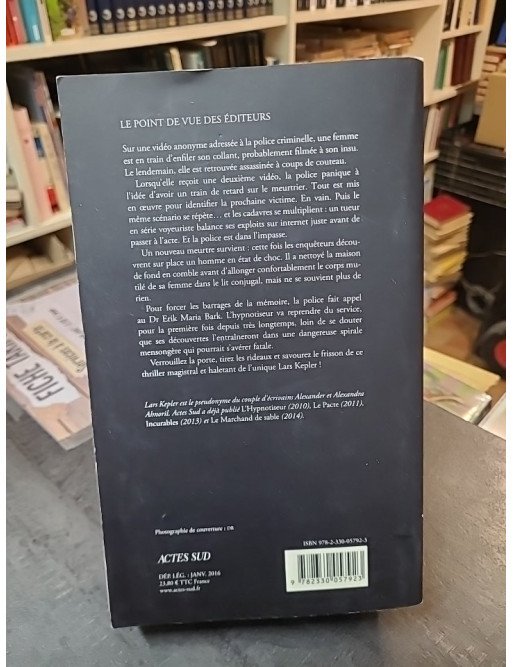 LE POINT DE VUE DES ÉDITEURS
Sur une vidéo anonyme adressée à la police criminelle, une femme
est en train d'enfiler son collant, probablement filmée à son insu.
Le lendemain, elle est retrouvée assassinée à coups de couteau.
Lorsqu'elle reçoit une deuxième vidéo, la police panique à
l'idée d'avoir un train de retard sur le meurtrier. Tout est mis
en œuvre pour identifier la prochaine victime. En vain. Puis le
même scénario se répète… et les cadavres se multiplient : un tueur
en série voyeuriste balance ses exploits sur internet juste avant de
passer à l'acte. Et la police est dans l'impasse.
Un nouveau meurtre survient : cette fois les enquêteurs décou-
vrent sur place un homme en état de choc. Il a nettoyé la maison
de fond en comble avant d'allonger confortablement le corps mu-
tilé de sa femme dans le lit conjugal, mais ne se souvient plus de
rien.
Pour forcer les barrages de la mémoire, la police fait appel
au Dr Erik Maria Bark. L'hypnotiseur va reprendre du service,
pour la première fois depuis très longtemps, loin de se douter
que ses découvertes l'entraîneront dans une dangereuse spirale
mensongère qui pourrait s'avérer fatale.
Verrouillez la porte, tirez les rideaux et savourez le frisson de ce
thriller magistral et haletant de l'unique Lars Kepler !
Lars Kepler est le pseudonyme du couple d'écrivains Alexander et Alexandra
Ahnoril. Actes Sud a déjà publié L'Hypnotiseur (2010), Le Pacte (2011),
Incurables (2013) et Le Marchand de sable (2014).
Photographie de couverture : DR
ISBN 978-2-330-05792-3
ACTES SUD
DÉP. LÉG. : JANV. 2016
23,80 € TTC France
www.actes-sud.fr
9 782330 057923